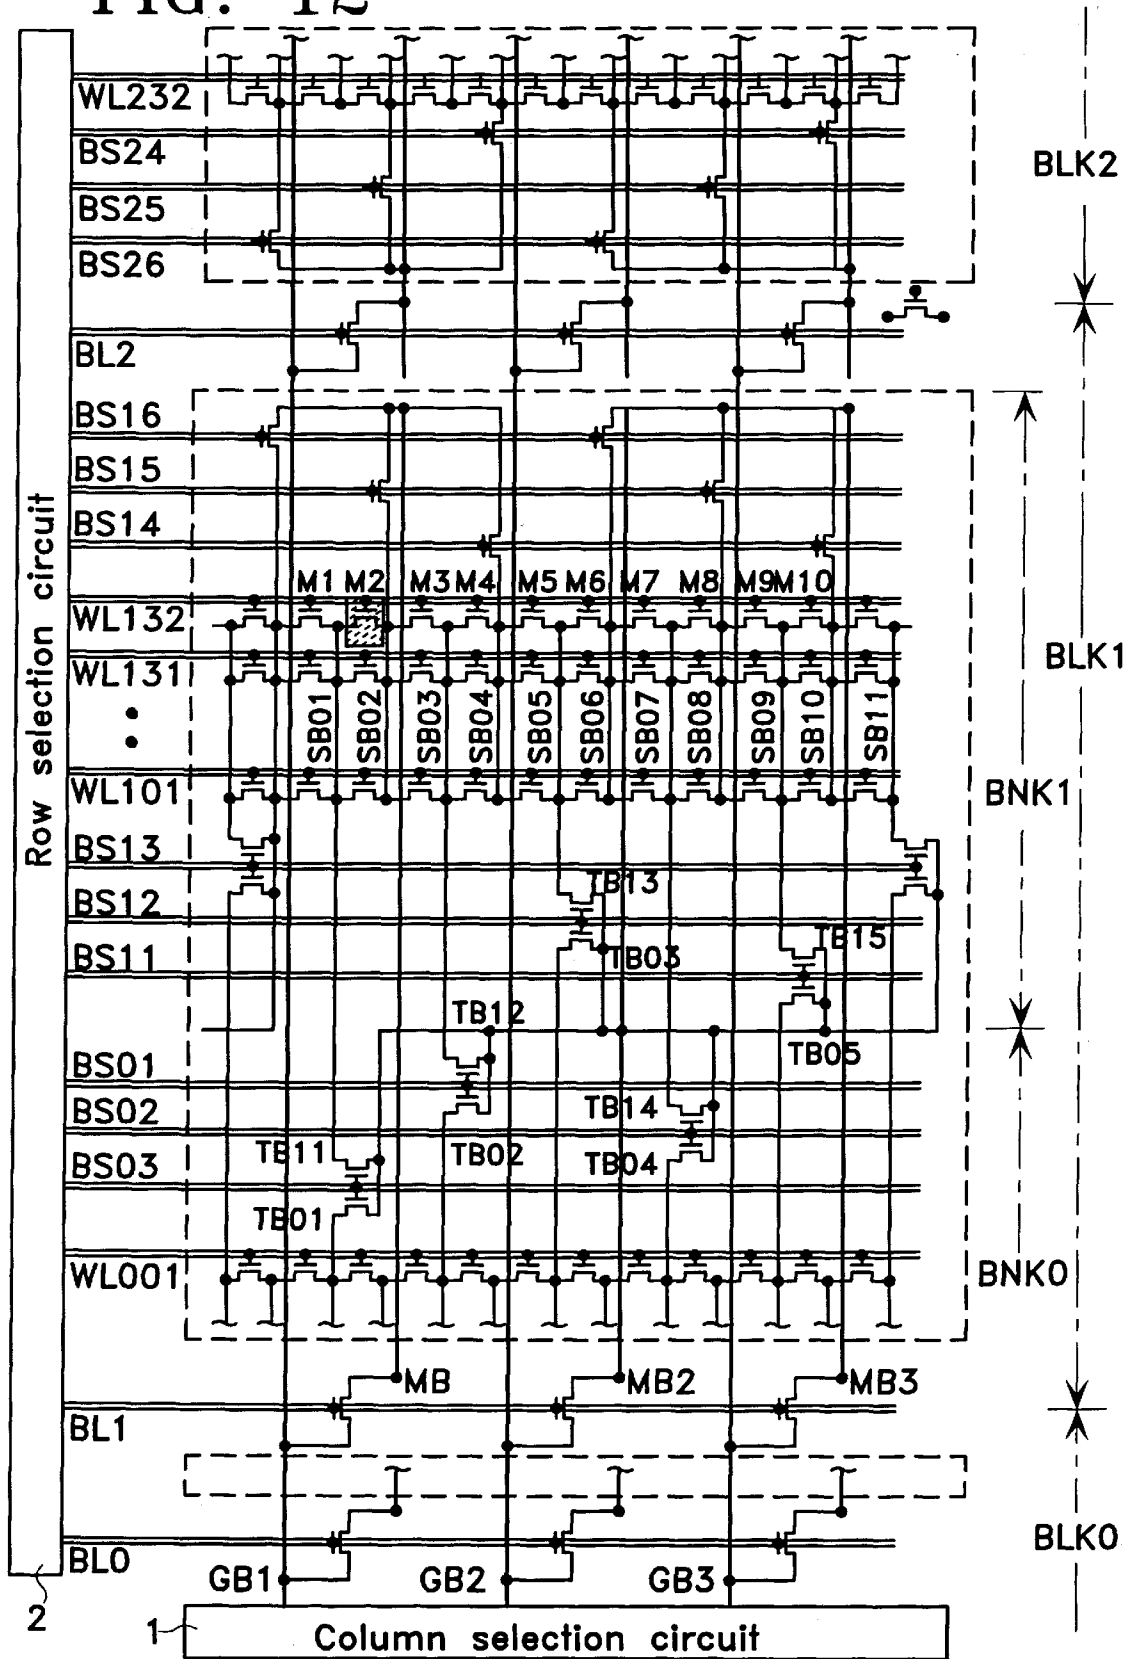 FIG. 12
WL232
BS24
BLK2
BS25
BS26
BL2
BS16
BS15
BS14
Row selection circuit
M1 M2 M3 M4 M5 M6 M7 M8 M9 M10
WL132
BLK1
WL131
SB01 SB02 SB03 SB04 SB05 SB06 SB07 SB08 SB09 SB10 SB11
WL101
BNK1
BS13
TB13
BS12
TB15
BS11
TB03
TB12
TB05
BS01
BS02
TB14
TB11
TB02
TB04
BS03
TB01
WL001
BNK0
MB MB2 MB3
BL1
BLK0
BL0
GB1 GB2 GB3
2
1
Column selection circuit